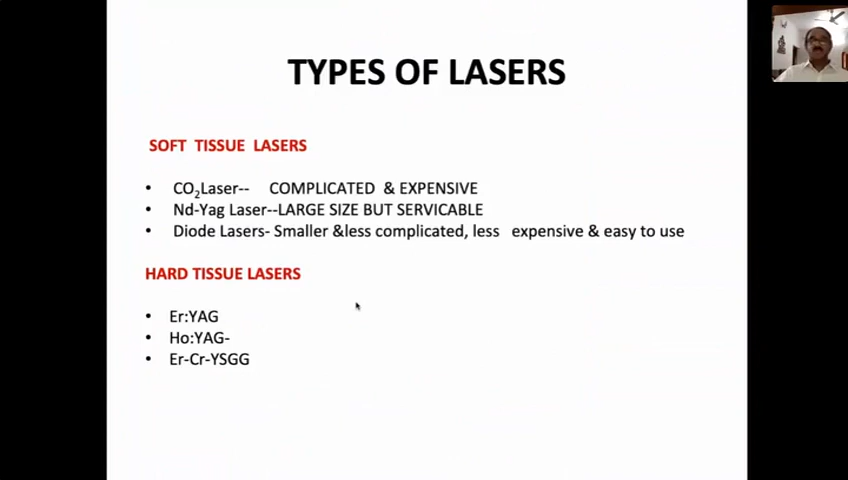 TYPES OF LASERS
SOFT TISSUE LASERS
• CO₂Laser-- COMPLICATED & EXPENSIVE
• Nd-Yag Laser--LARGE SIZE BUT SERVICABLE
• Diode Lasers- Smaller &less complicated, less expensive & easy to use
HARD TISSUE LASERS
• Er:YAG
• Ho:YAG-
• Er-Cr-YSGG